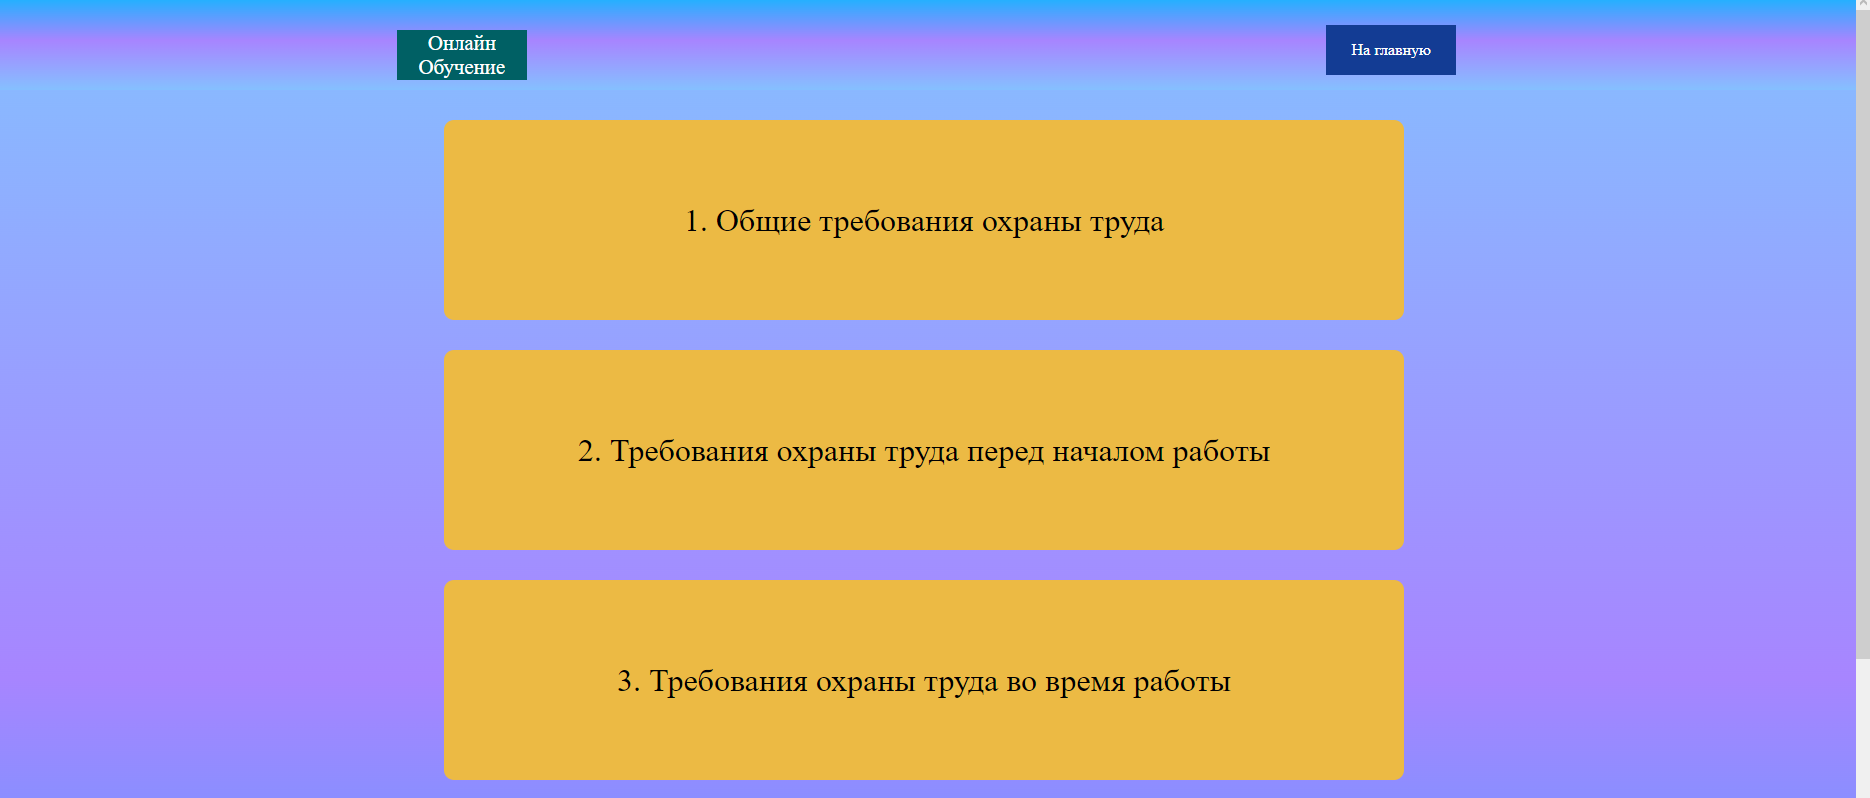 Онлайн
Обучение
На главную
1. Общие требования охраны труда
2. Требования охраны труда перед началом работы
3. Требования охраны труда во время работы